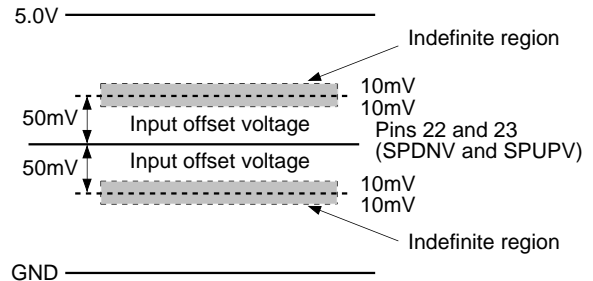 5.0V
Indefinite region
10mV
10mV
50mV
Input offset voltage
Pins 22 and 23
(SPDNV and SPUPV)
Input offset voltage
50mV
10mV
10mV
Indefinite region
GND